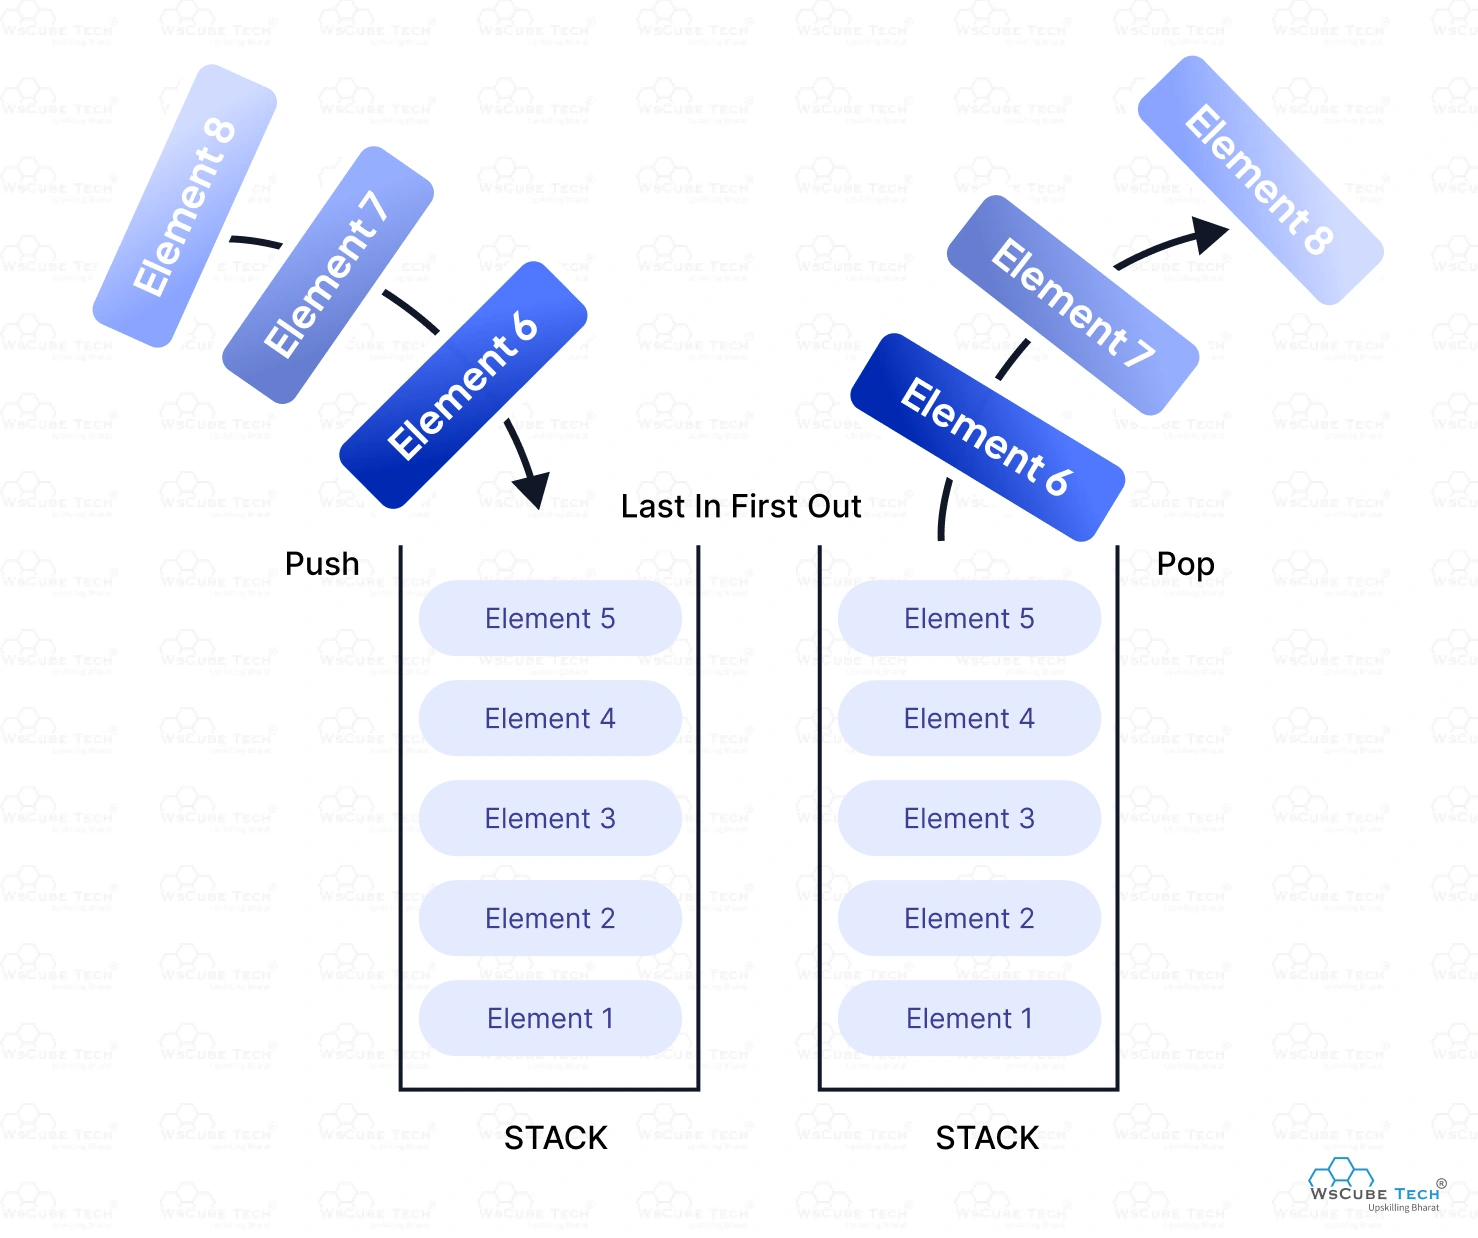 Element 8
Element 7
Element 6
Element 8
Element 7
Element 6
Last In First Out
Push
Pop
Element 5
Element 4
Element 3
Element 2
Element 1
STACK
Element 5
Element 4
Element 3
Element 2
Element 1
STACK
WsCube Tech®
Upskilling Bharat